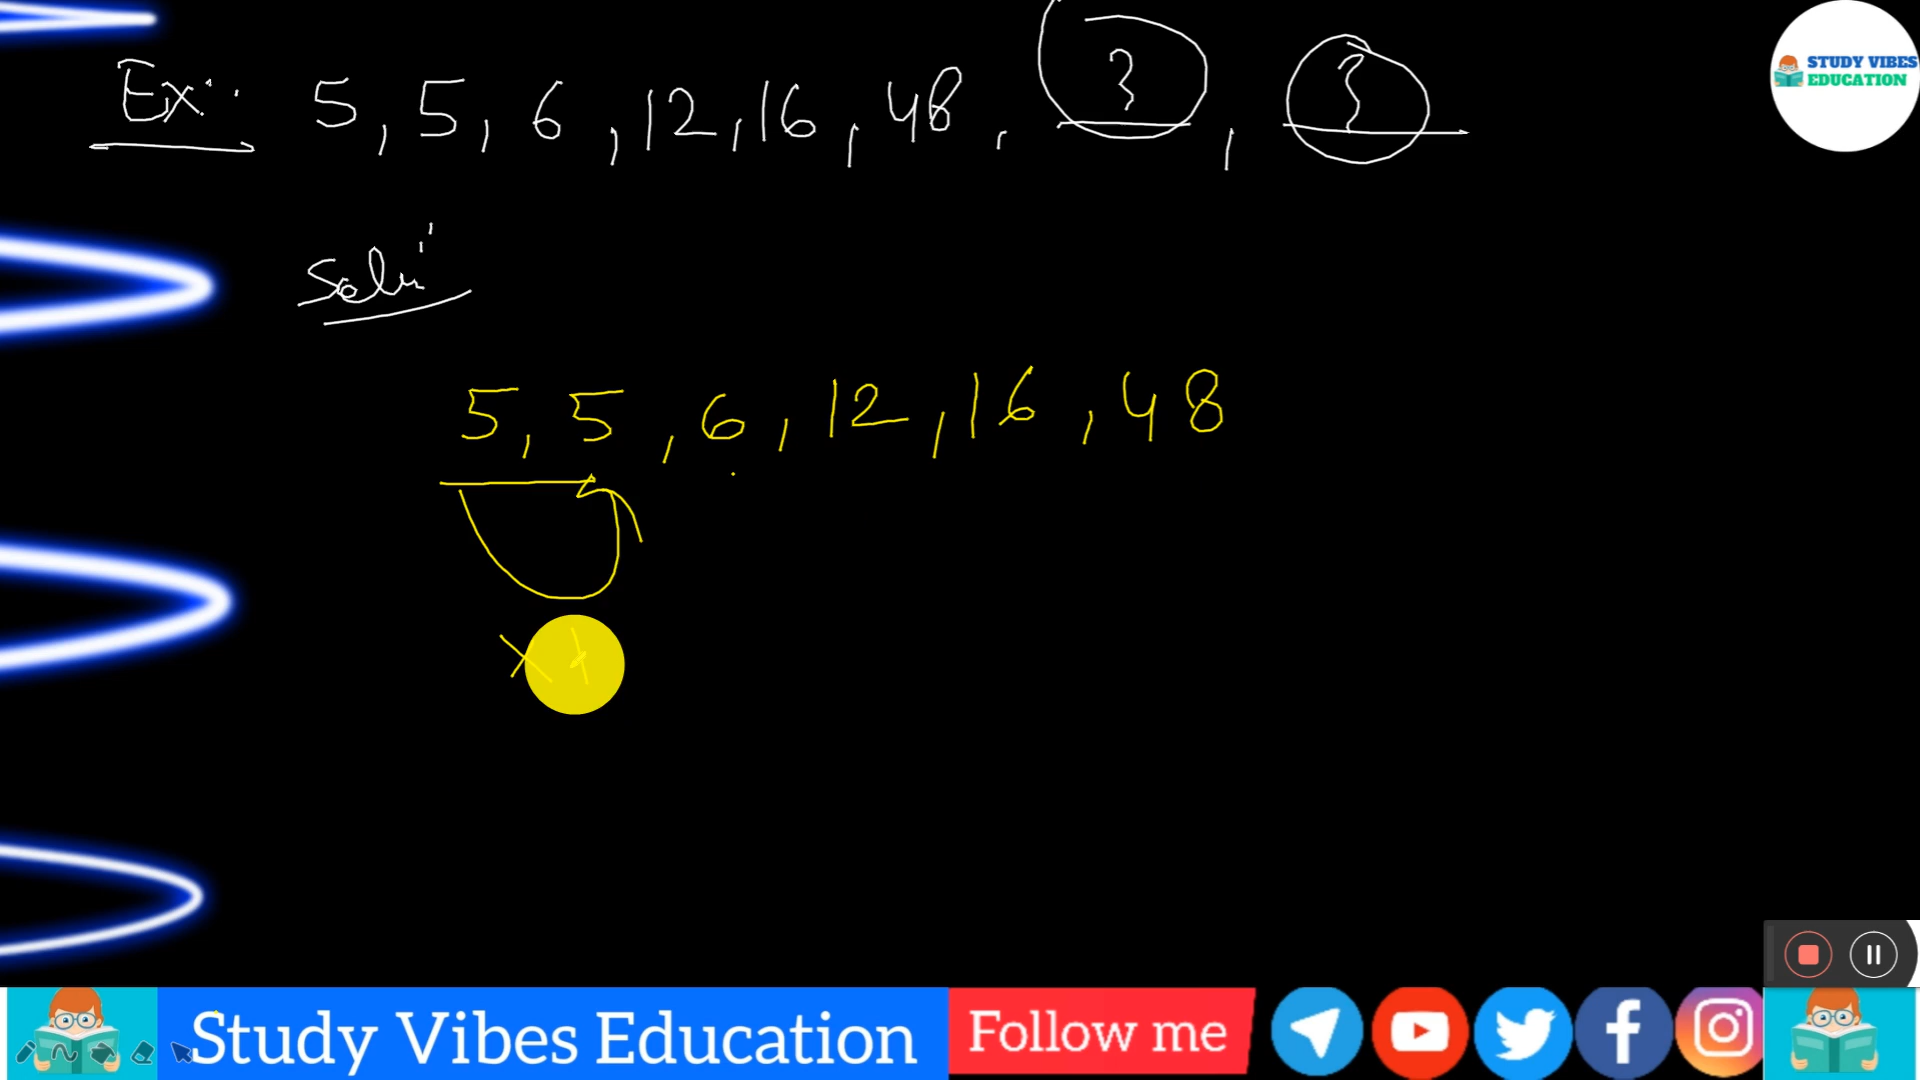 STUDY VIBES
EDUCATION
Ex:- 5, 5, 6, 12, 16, 48, ?, ?
Soln:
5, 5, 6, 12, 16, 48
×1
Study Vibes Education
Follow me